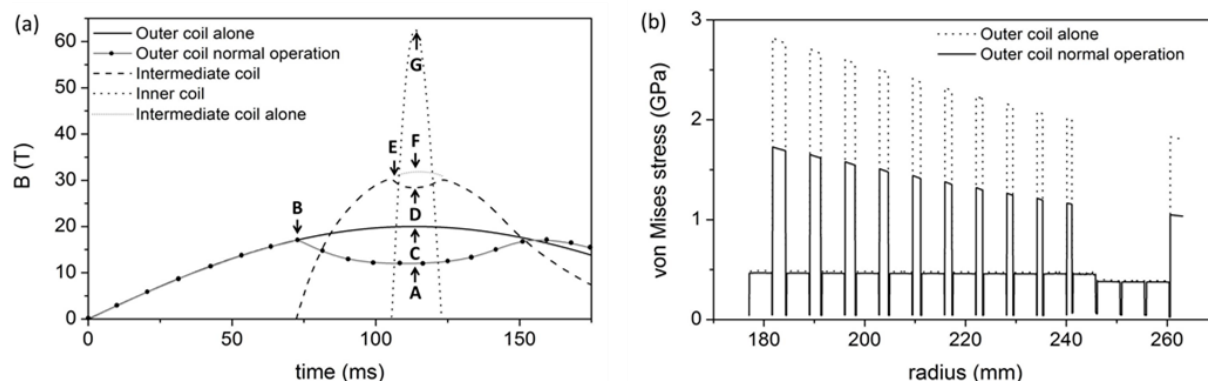 (a)
60
50
40
30
20
10
0
B (T)
Outer coil alone
Outer coil normal operation
Intermediate coil
Inner coil
Intermediate coil alone
G
E
F
B
D
C
A
0
50
100
150
time (ms)
(b)
3
2
1
0
von Mises stress (GPa)
Outer coil alone
Outer coil normal operation
180
200
220
240
260
radius (mm)